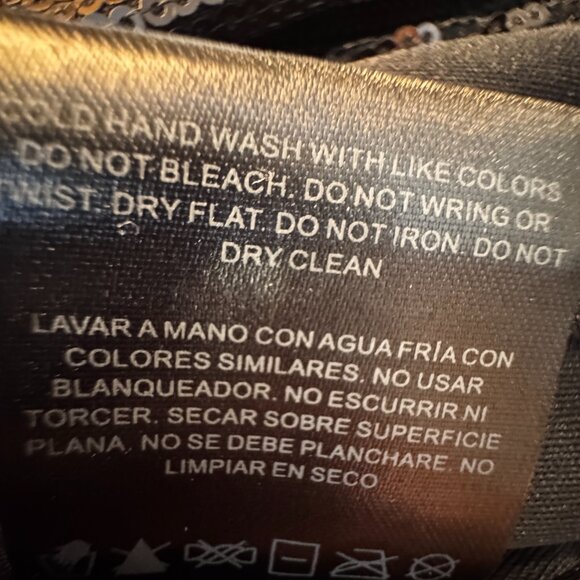 COLD HAND WASH WITH LIKE COLORS
DO NOT BLEACH. DO NOT WRING OR
TWIST. DRY FLAT. DO NOT IRON. DO NOT
DRY CLEAN
LAVAR A MANO CON AGUA FRÍA CON
COLORES SIMILARES. NO USAR
BLANQUEADOR. NO ESCURRIR NI
TORCER. SECAR SOBRE SUPERFICIE
PLANA. NO SE DEBE PLANCHARE. NO
LIMPIAR EN SECO